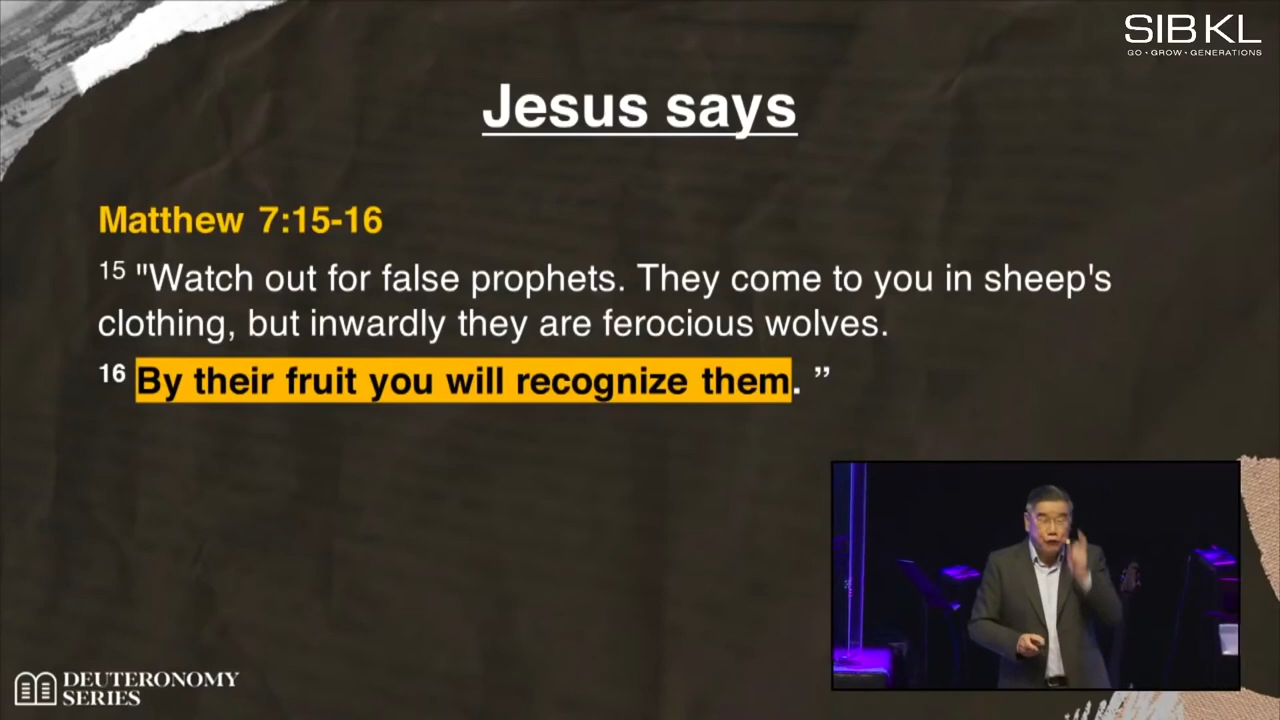 SIBKL
GO • GROW • GENERATIONS
Jesus says
Matthew 7:15-16
15 "Watch out for false prophets. They come to you in sheep's
clothing, but inwardly they are ferocious wolves.
16 By their fruit you will recognize them. ”
DEUTERONOMY
SERIES